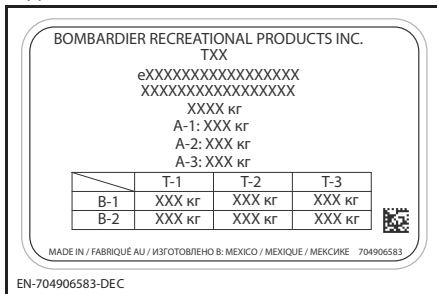 BOMBARDIER RECREATIONAL PRODUCTS INC.
TXX
eXXXXXXXXXXXXXXXXXX
XXXXXXXXXXXXXXXXX
XXXX кг
A-1: XXX кг
A-2: XXX кг
A-3: XXX кг
T-1 T-2 T-3
B-1 XXX кг XXX кг XXX кг
B-2 XXX кг XXX кг XXX кг
MADE IN / FABRIQUÉ AU / ИЗГОТОВЛЕНО В: MEXICO / MEXIQUE / МЕКСИКЕ 704906583
EN-704906583-DEC